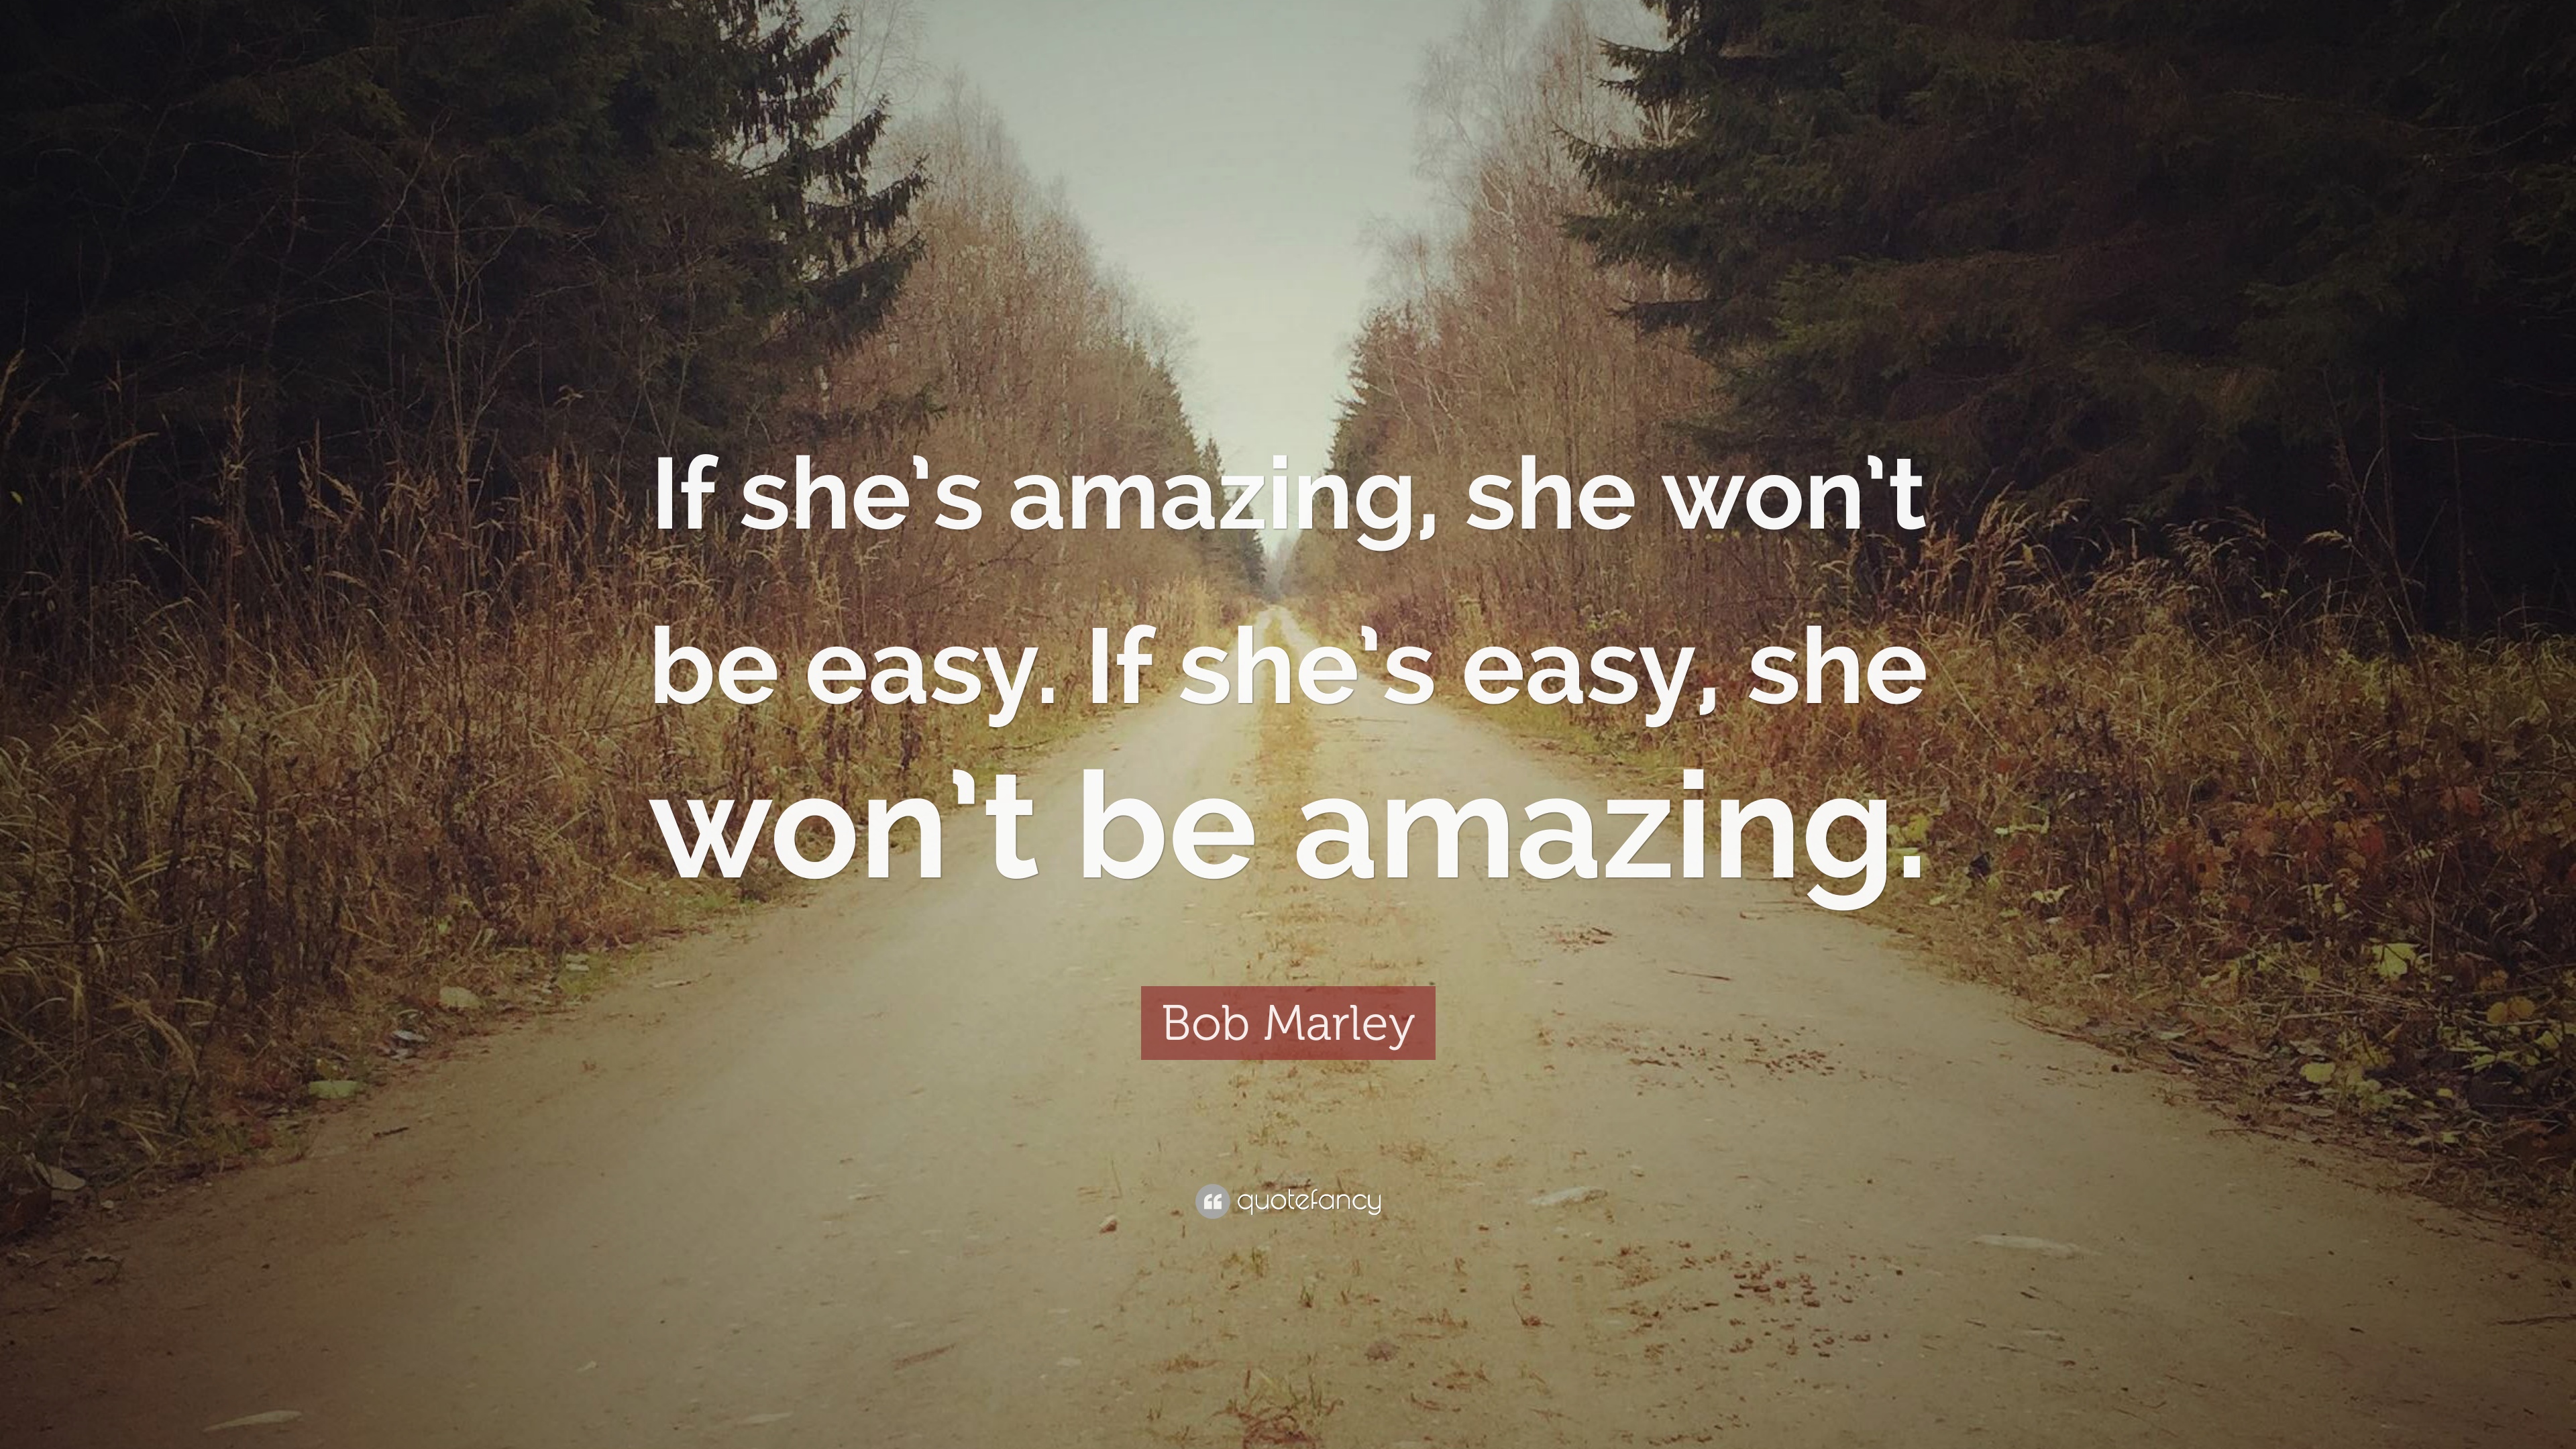 If she’s amazing, she won’t
be easy. If she’s easy, she
won’t be amazing.
Bob Marley
quotefancy